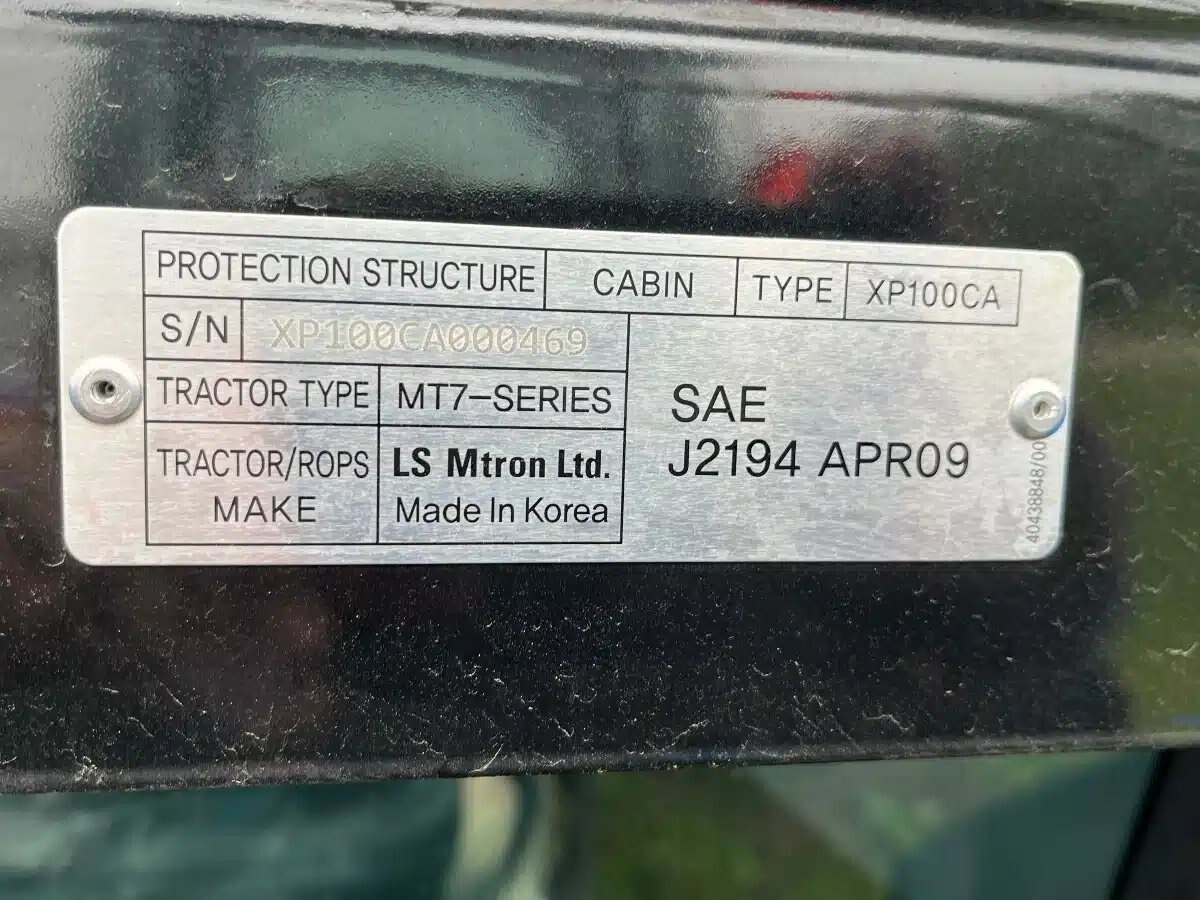 PROTECTION STRUCTURE CABIN TYPE XP100CA
S/N XP100CA000469
TRACTOR TYPE MT7-SERIES
SAE
J2194 APR09
TRACTOR/ROPS MAKE
LS Mtron Ltd.
Made In Korea
40438848/00